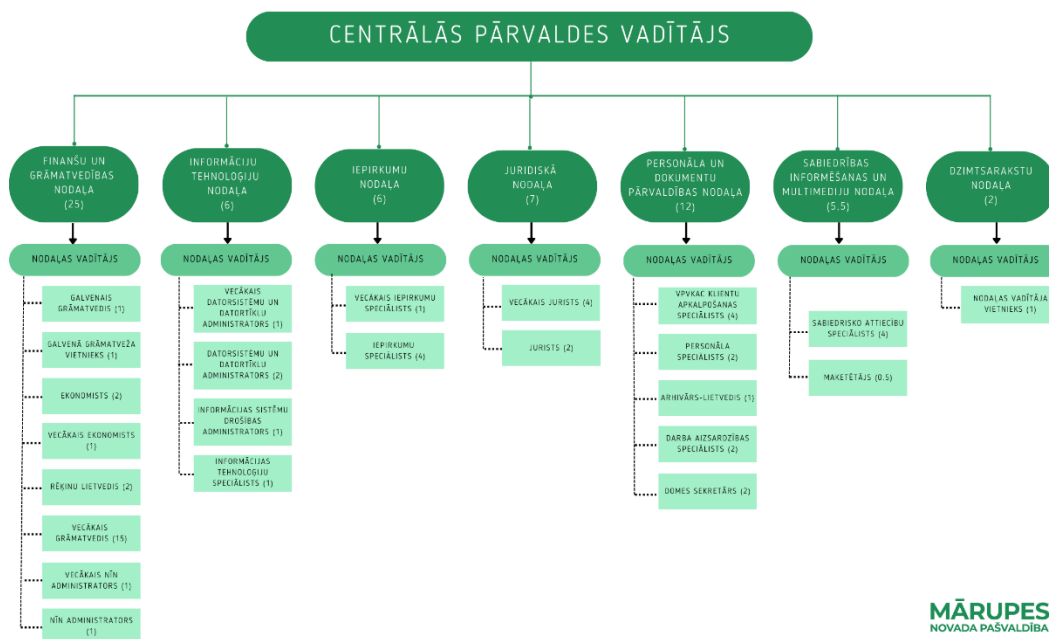 CENTRĀLĀS PĀRVALDES VADĪTĀJS
FINANŠU UN
GRĀMATVEDĪBAS
NODAĻA
(25)
NODAĻAS VADĪTĀJS
GALVENAIS
GRĀMATVEDIS (1)
GALVENĀ GRĀMATVEŽA
VIETNIEKS (1)
EKONOMISTS (2)
VECĀKAIS EKONOMISTS
(1)
RĒĶINU LIETVEDIS (2)
VECĀKAIS
GRĀMATVEDIS (15)
VECĀKAIS NĪN
ADMINISTRATORS (1)
NĪN ADMINISTRATORS
(1)
INFORMĀCIJU
TEHNOLOĢIJU
NODAĻA
(6)
NODAĻAS VADĪTĀJS
VECĀKAIS
DATORSISTĒMU UN
DATORTĪKLU
ADMINISTRATORS (1)
DATORSISTĒMU UN
DATORTĪKLU
ADMINISTRATORS (2)
INFORMĀCIJAS SISTĒMU
DROŠĪBAS
ADMINISTRATORS (1)
INFORMĀCIJAS
TEHNOLOĢIJU
SPECIĀLISTS (1)
IEPIRKUMU
NODAĻA
(6)
NODAĻAS VADĪTĀJS
VECĀKAIS IEPIRKUMU
SPECIĀLISTS (1)
IEPIRKUMU
SPECIĀLISTS (4)
JURIDISKĀ
NODAĻA
(7)
NODAĻAS VADĪTĀJS
VECĀKAIS JURISTS (4)
JURISTS (2)
PERSONĀLA UN
DOKUMENTU
PĀRVALDĪBAS NODAĻA
(12)
NODAĻAS VADĪTĀJS
VPVKAC KLIENTU
APKALPOŠANAS
SPECIĀLISTS (4)
PERSONĀLA
SPECIĀLISTS (2)
ARHIVĀRS-LIETVEDIS (1)
DARBA AIZSARDZĪBAS
SPECIĀLISTS (2)
DOMES SEKRETĀRS (2)
SABIEDRĪBAS
INFORMĒŠANAS UN
MULTIMEDIJU NODAĻA
(5,5)
NODAĻAS VADĪTĀJS
SABIEDRISKO ATTIECĪBU
SPECIĀLISTS (4)
MAKETĒTĀJS (0.5)
DZIMTSARAKSTU
NODAĻA
(2)
NODAĻAS VADĪTĀJS
NODAĻAS VADĪTĀJA
VIETNIEKS (1)
MĀRUPES
NOVADA PAŠVALDĪBA